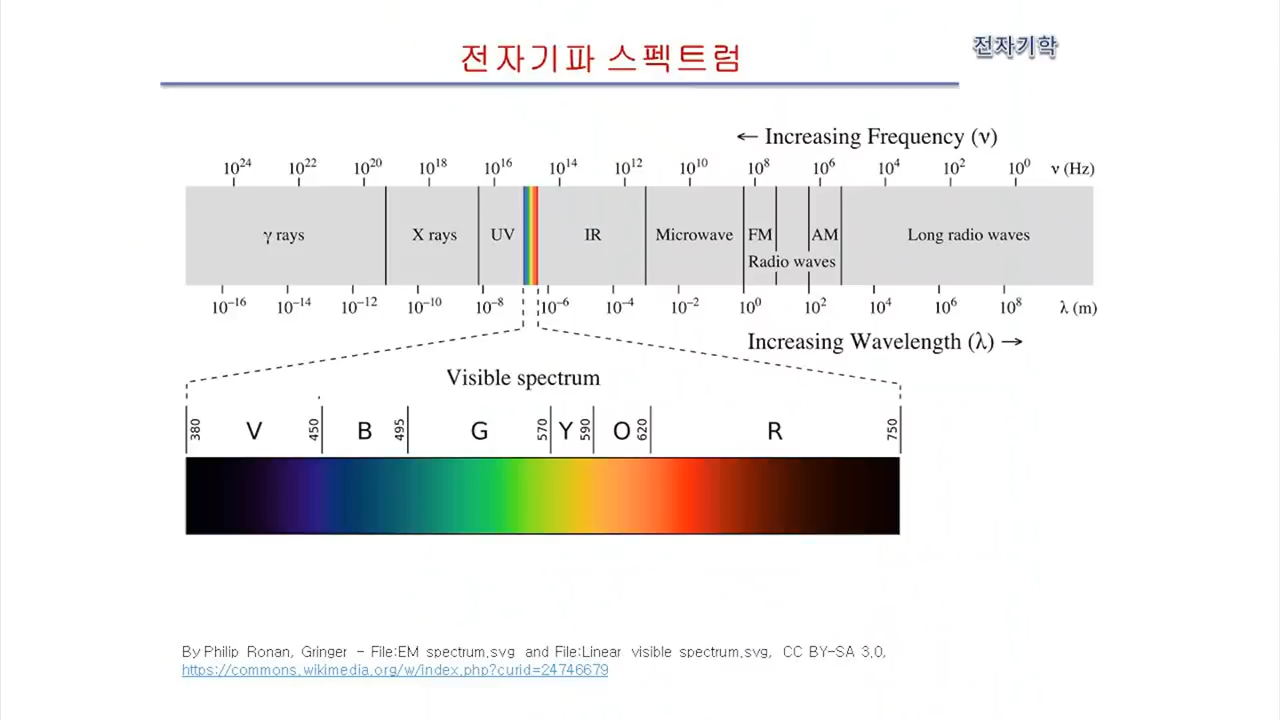 전자기파 스펙트럼
전자기학
← Increasing Frequency (ν)
10²⁴ 10²² 10²⁰ 10¹⁸ 10¹⁶ 10¹⁴ 10¹² 10¹⁰ 10⁸ 10⁶ 10⁴ 10² 10⁰ ν (Hz)
γ rays X rays UV IR Microwave FM AM Long radio waves
Radio waves
10⁻¹⁶ 10⁻¹⁴ 10⁻¹² 10⁻¹⁰ 10⁻⁸ 10⁻⁶ 10⁻⁴ 10⁻² 10⁰ 10² 10⁴ 10⁶ 10⁸ λ (m)
Increasing Wavelength (λ) →
Visible spectrum
380 V 450 B 495 G 570 Y 590 O 620 R 750
By Philip Ronan, Gringer - File:EM spectrum.svg and File:Linear visible spectrum.svg, CC BY-SA 3.0,
https://commons.wikimedia.org/w/index.php?curid=24746679